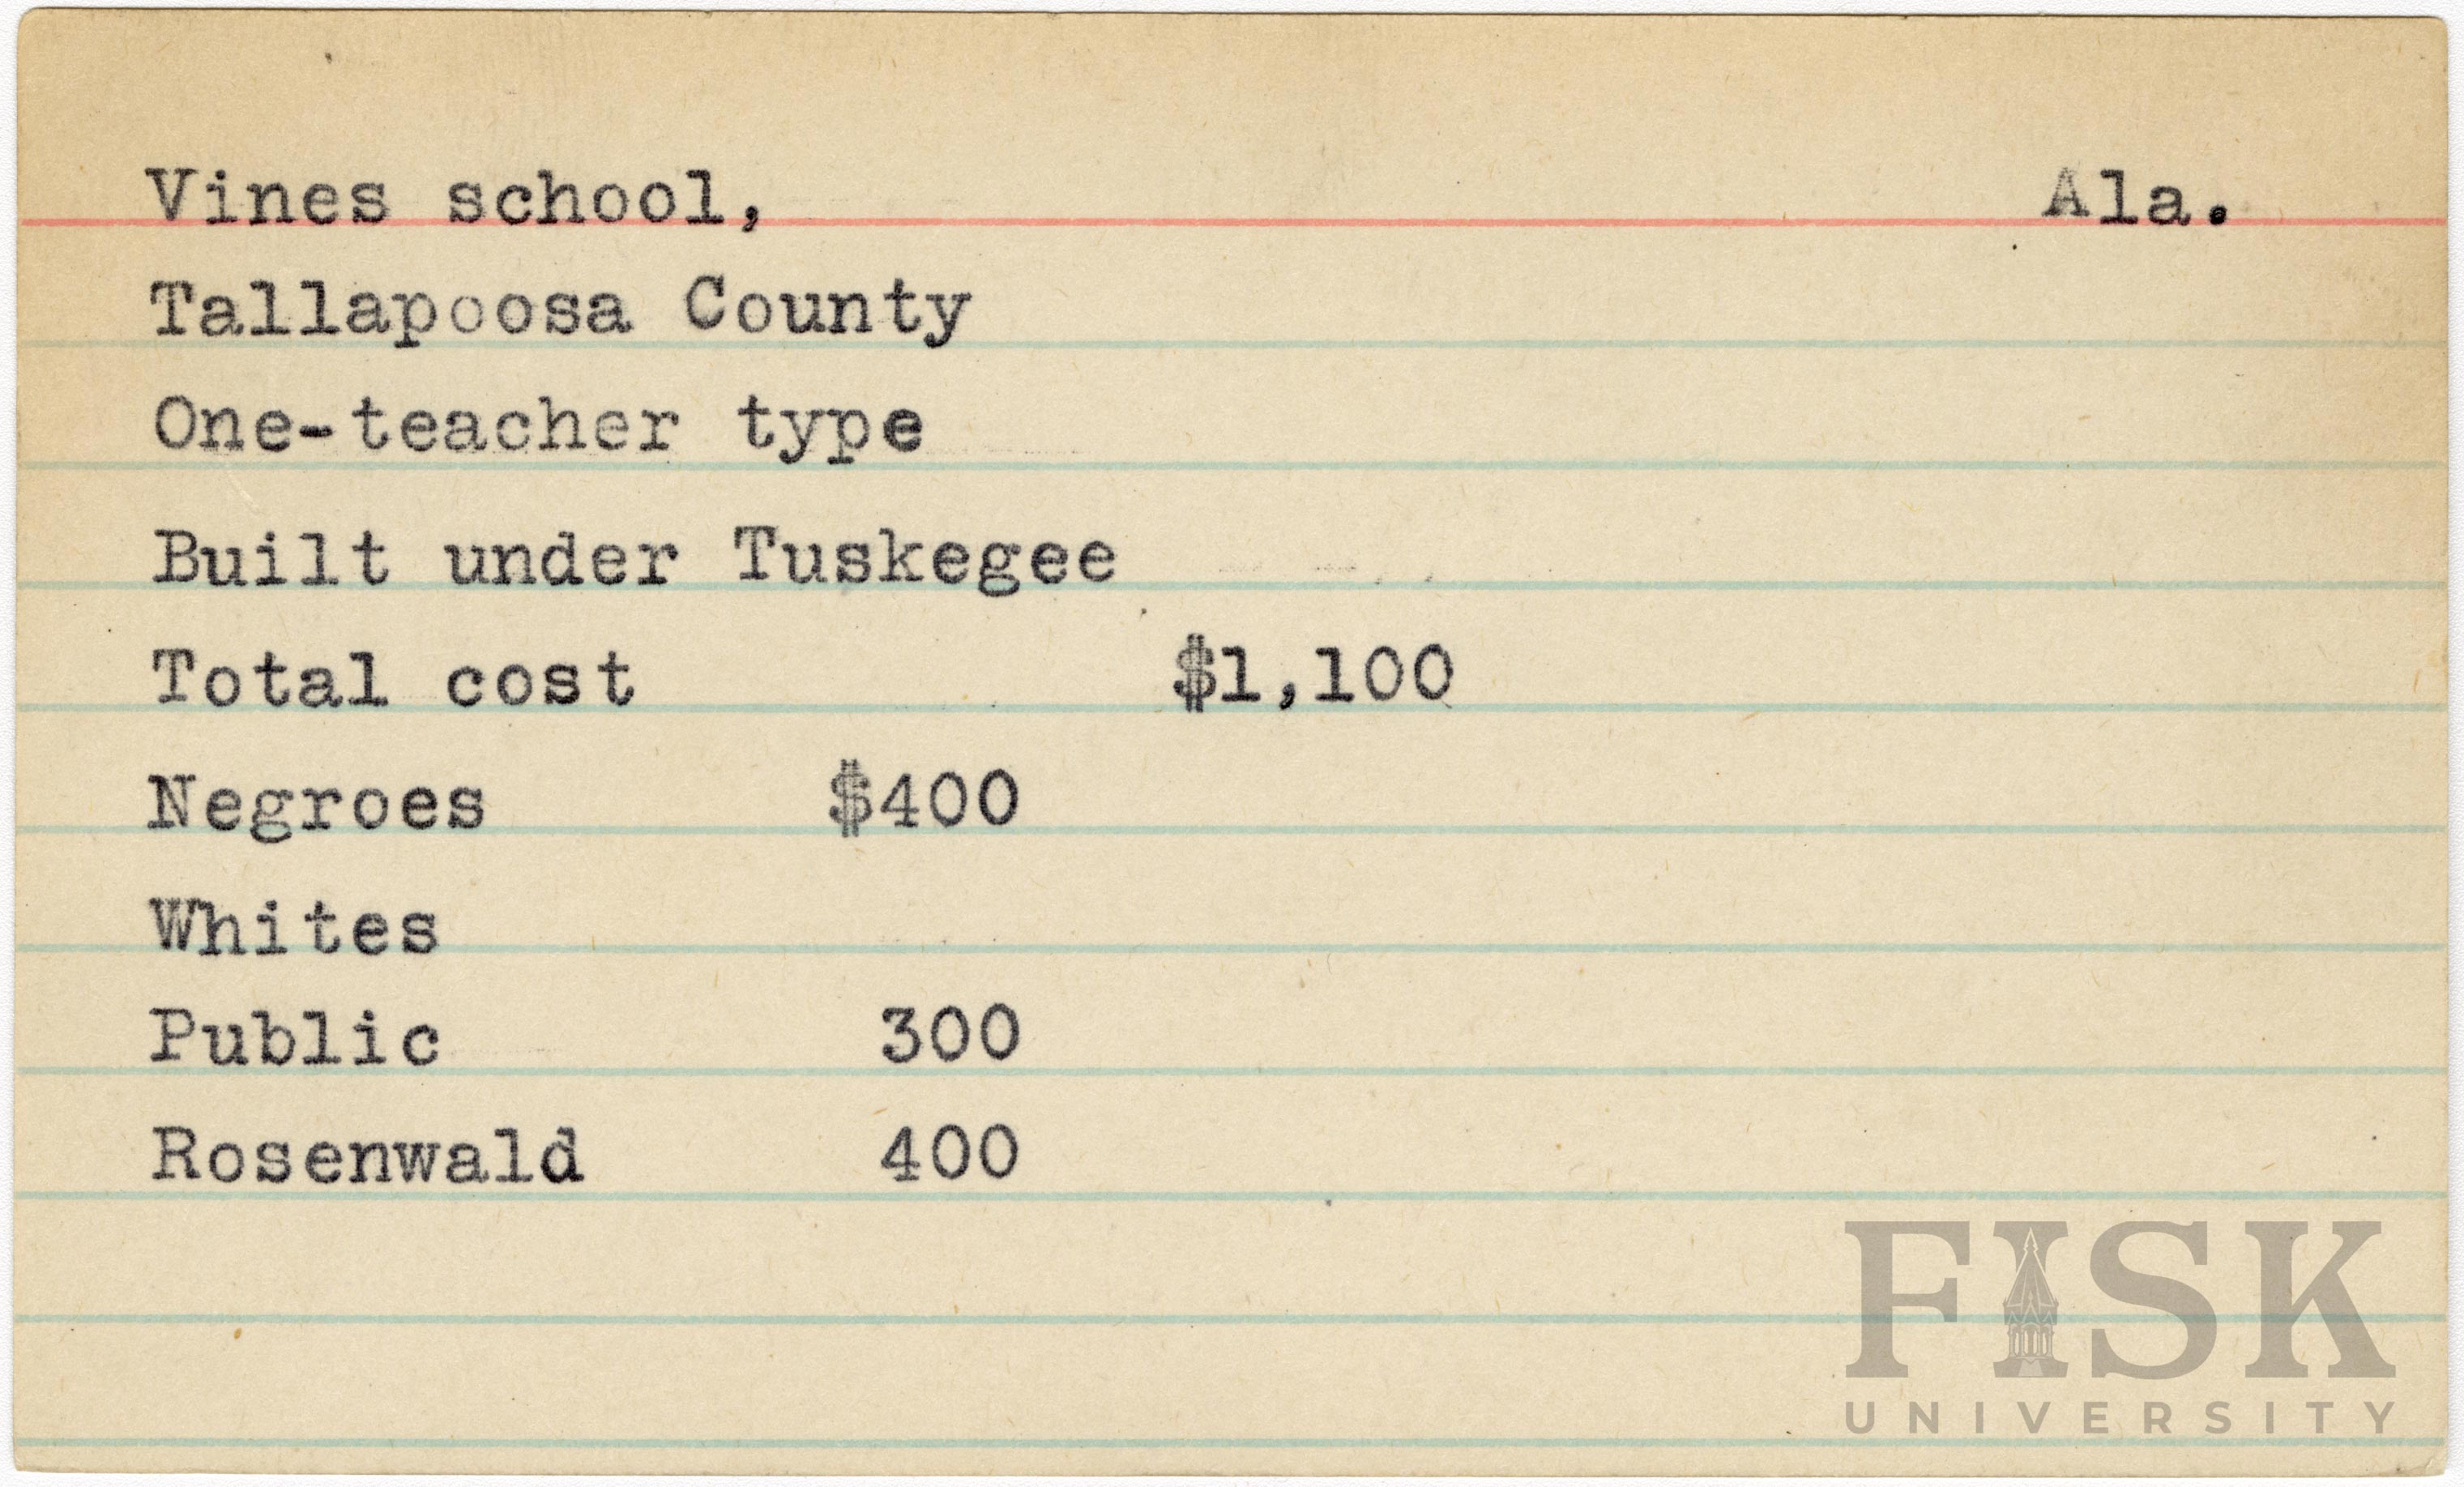 Vines school, Ala.
Tallapoosa County
One-teacher type
Built under Tuskegee
Total cost $1,100
Negroes $400
Whites
Public 300
Rosenwald 400
FISK
UNIVERSITY